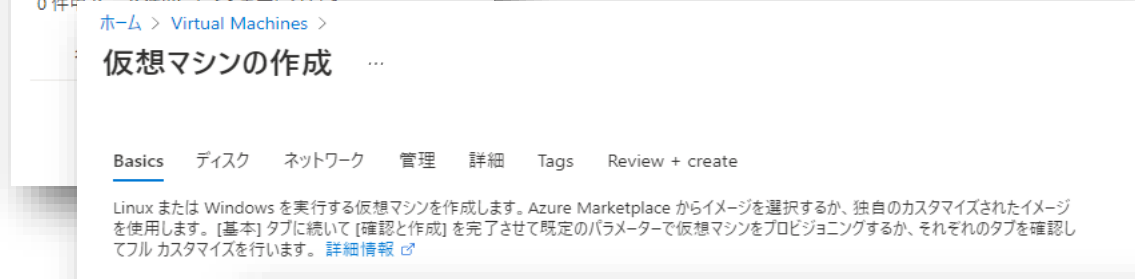 0 件中
ホーム > Virtual Machines >
仮想マシンの作成 ...
Basics ディスク ネットワーク 管理 詳細 Tags Review + create
Linux または Windows を実行する仮想マシンを作成します。Azure Marketplace からイメージを選択するか、独自のカスタマイズされたイメージ
を使用します。[基本] タブに続いて [確認と作成] を完了させて既定のパラメーターで仮想マシンをプロビジョニングするか、それぞれのタブを確認し
てフル カスタマイズを行います。 詳細情報